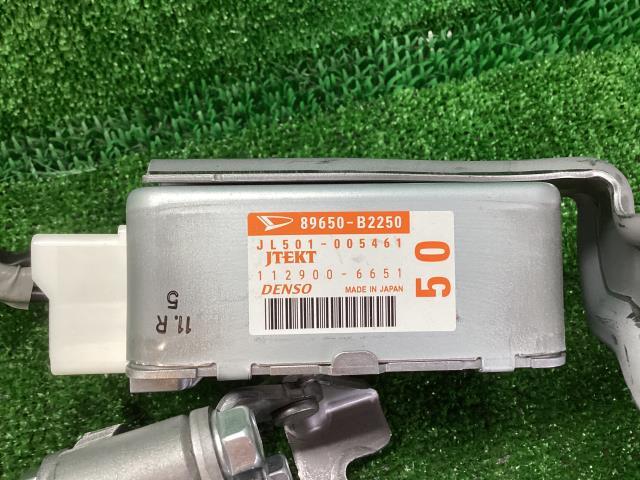 89650-B2250
JL501-005461
JTEKT
112900-6651
DENSO MADE IN JAPAN
50
11.R
5